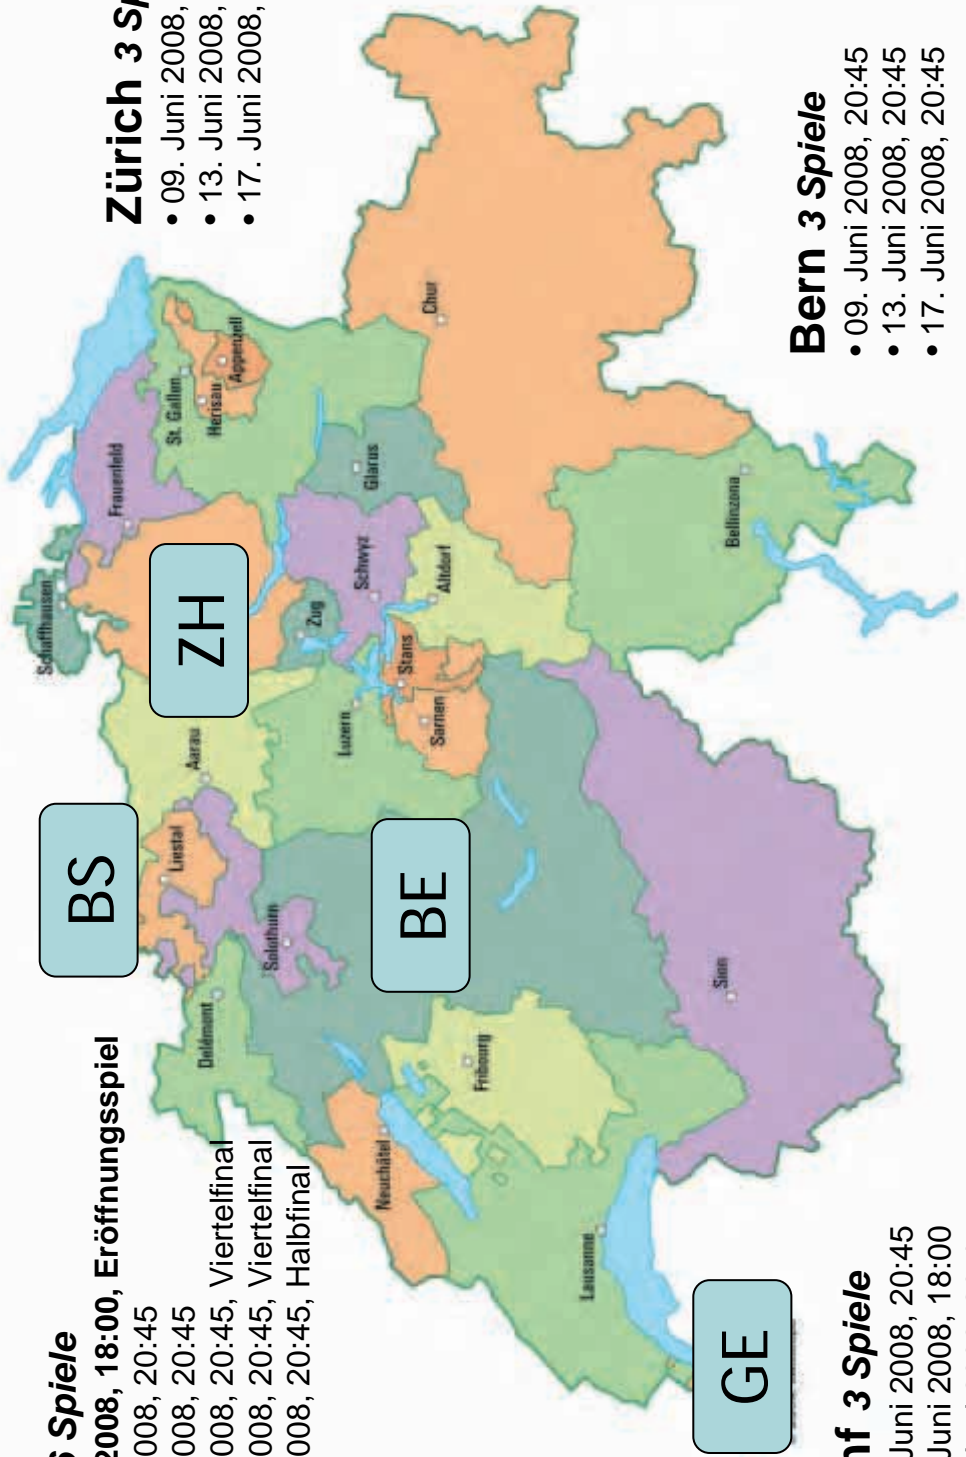 6 Spiele
2008, 18:00, Eröffnungsspiel
008, 20:45
008, 20:45
008, 20:45, Viertelfinal
008, 20:45, Viertelfinal
008, 20:45, Halbfinal
Zürich 3 Sp
• 09. Juni 2008,
• 13. Juni 2008,
• 17. Juni 2008,
BS
ZH
BE
GE
Schaffhausen
Frauenfeld
St. Gallen
Herisau
Appenzell
Liestal
Aarau
Delémont
Solothurn
Zug
Luzern
Schwyz
Glarus
Stans
Sarnen
Altdorf
Chur
Neuchâtel
Fribourg
Lausanne
Sion
Bellinzona
nf 3 Spiele
Juni 2008, 20:45
Juni 2008, 18:00
Bern 3 Spiele
• 09. Juni 2008, 20:45
• 13. Juni 2008, 20:45
• 17. Juni 2008, 20:45